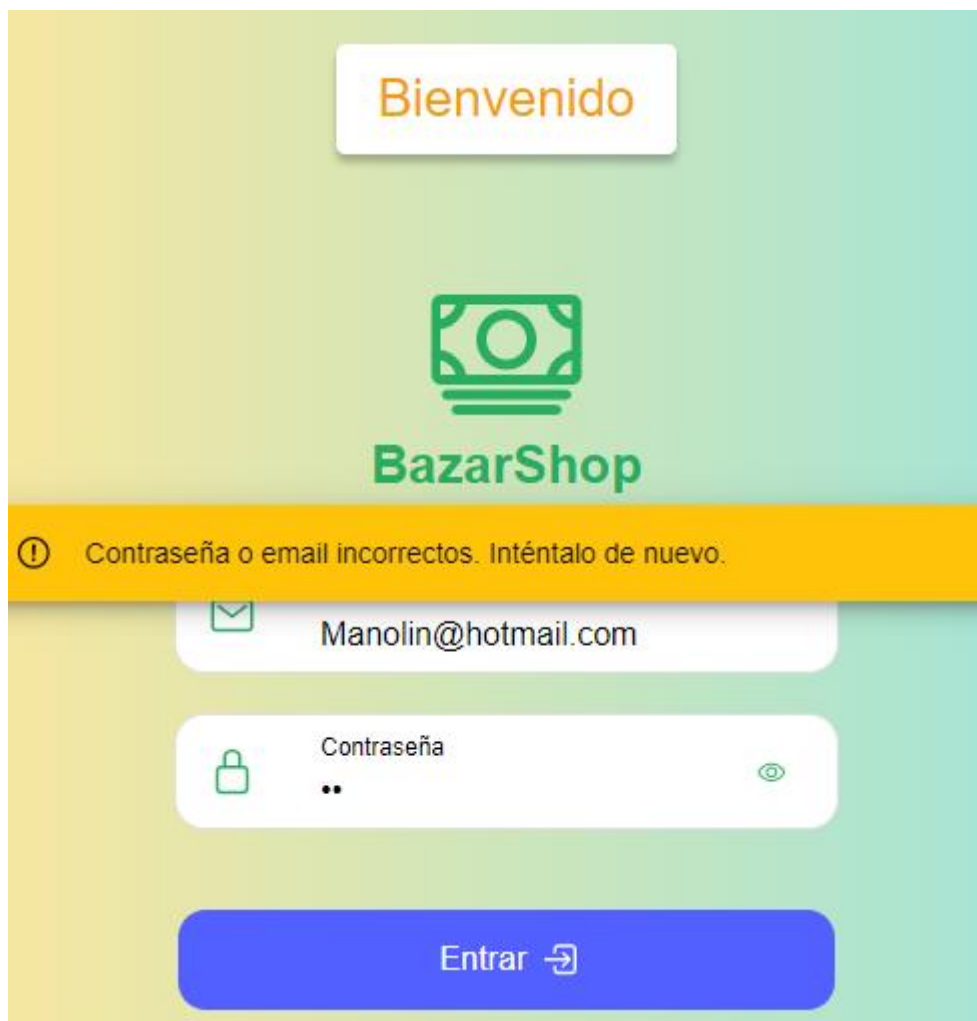 Bienvenido
BazarShop
Contraseña o email incorrectos. Inténtalo de nuevo.
Manolin@hotmail.com
Contraseña
••
Entrar